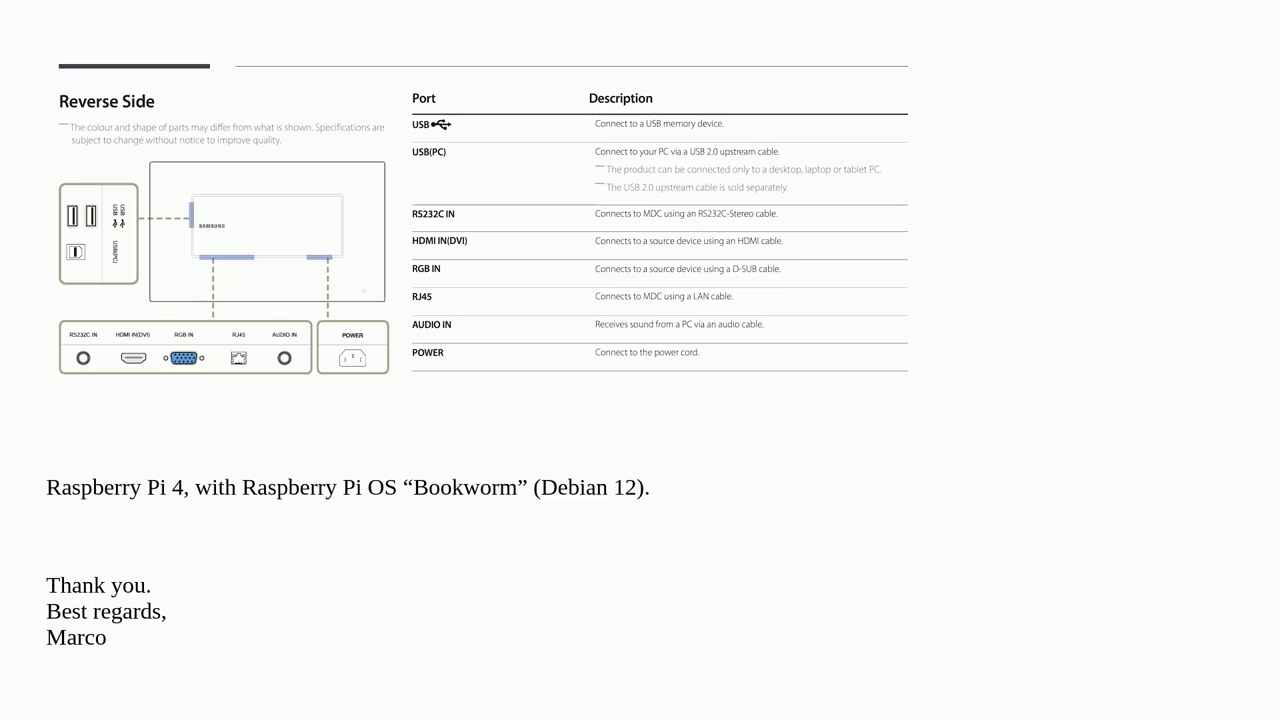 Reverse Side
The colour and shape of parts may differ from what is shown. Specifications are
subject to change without notice to improve quality.
USB
USB
USB(PC)
SAMSUNG
RS232C IN HDMI IN(DVI) RGB IN RJ45 AUDIO IN POWER
Port Description
USB Connect to a USB memory device.
USB(PC) Connect to your PC via a USB 2.0 upstream cable.
The product can be connected only to a desktop, laptop or tablet PC.
The USB 2.0 upstream cable is sold separately.
RS232C IN Connects to MDC using an RS232C-Stereo cable.
HDMI IN(DVI) Connects to a source device using an HDMI cable.
RGB IN Connects to a source device using a D-SUB cable.
RJ45 Connects to MDC using a LAN cable.
AUDIO IN Receives sound from a PC via an audio cable.
POWER Connect to the power cord.
Raspberry Pi 4, with Raspberry Pi OS “Bookworm” (Debian 12).
Thank you.
Best regards,
Marco